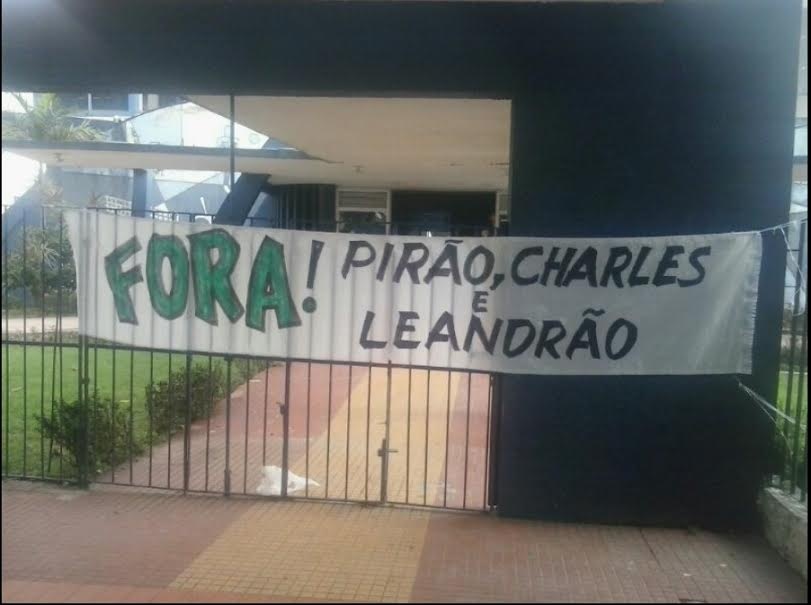 FORA! PIRÃO, CHARLES
E
LEANDRÃO